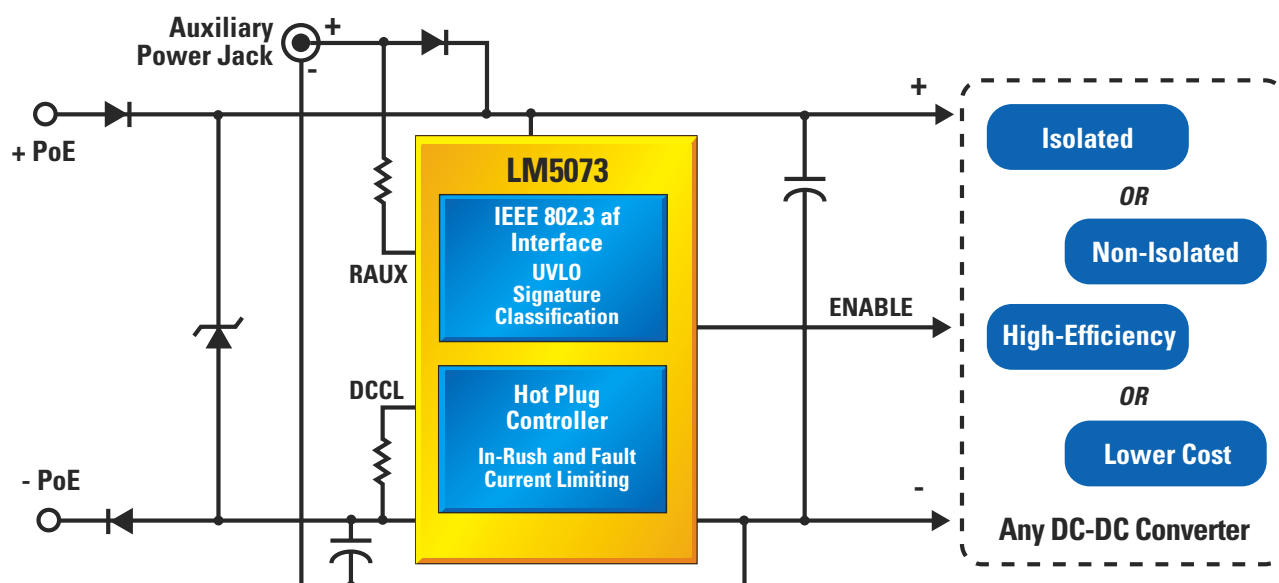 Auxiliary
Power Jack
+
-
+ PoE
- PoE
RAUX
DCCL
LM5073
IEEE 802.3 af
Interface
UVLO
Signature
Classification
Hot Plug
Controller
In-Rush and Fault
Current Limiting
+
ENABLE
-
Isolated
OR
Non-Isolated
High-Efficiency
OR
Lower Cost
Any DC-DC Converter